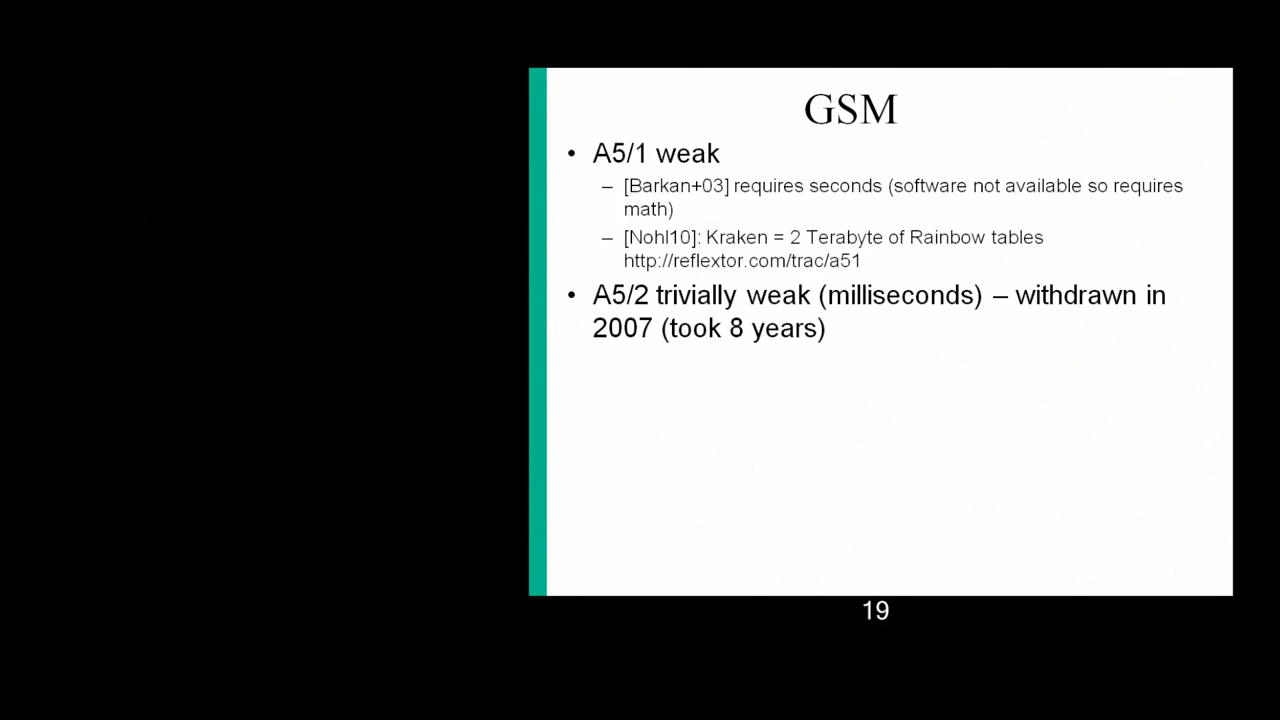 GSM
• A5/1 weak
– [Barkan+03] requires seconds (software not available so requires
math)
– [Nohl10]: Kraken = 2 Terabyte of Rainbow tables
http://reflextor.com/trac/a51
• A5/2 trivially weak (milliseconds) – withdrawn in
2007 (took 8 years)
19